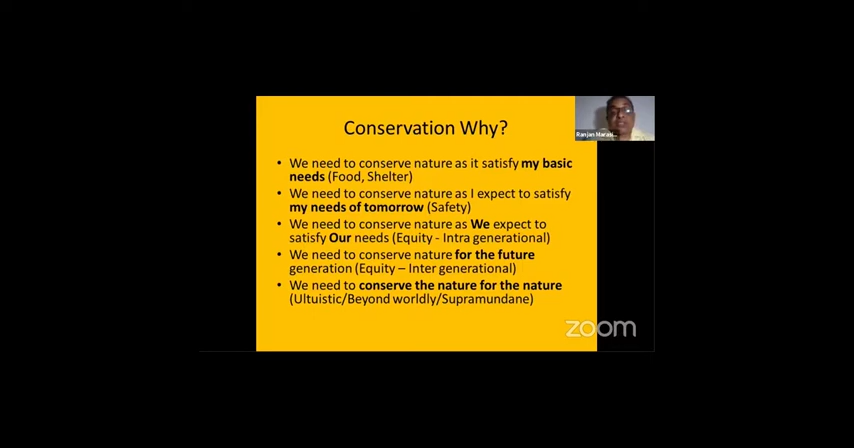 Conservation Why?
Ranjan Marasi...
• We need to conserve nature as it satisfy my basic
needs (Food, Shelter)
• We need to conserve nature as I expect to satisfy
my needs of tomorrow (Safety)
• We need to conserve nature as We expect to
satisfy Our needs (Equity - Intra generational)
• We need to conserve nature for the future
generation (Equity – Inter generational)
• We need to conserve the nature for the nature
(Ultuistic/Beyond worldly/Supramundane)
zoom